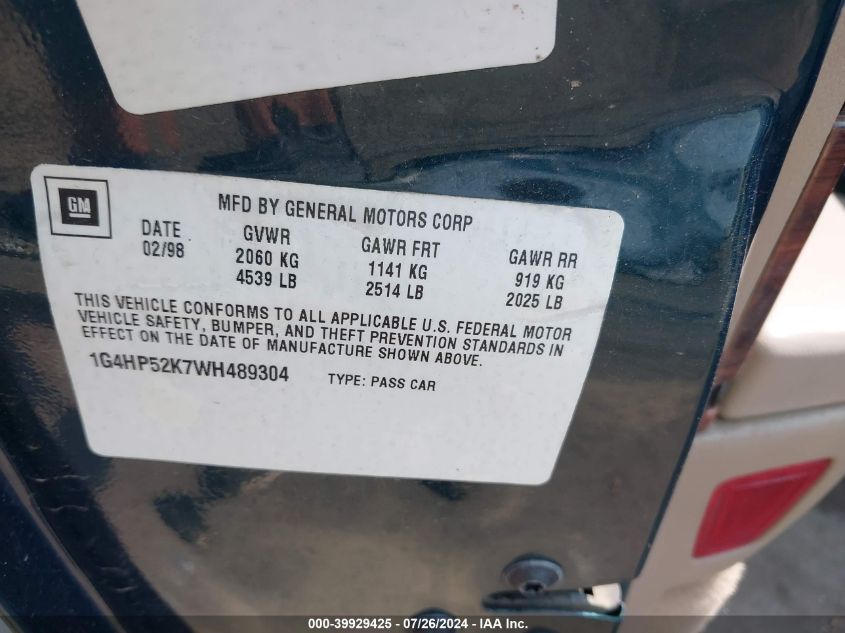 GM
MFD BY GENERAL MOTORS CORP
DATE GVWR GAWR FRT GAWR RR
02/98 2060 KG 1141 KG 919 KG
4539 LB 2514 LB 2025 LB
THIS VEHICLE CONFORMS TO ALL APPLICABLE U.S. FEDERAL MOTOR
VEHICLE SAFETY, BUMPER, AND THEFT PREVENTION STANDARDS IN
EFFECT ON THE DATE OF MANUFACTURE SHOWN ABOVE.
1G4HP52K7WH489304 TYPE: PASS CAR
000-39929425 - 07/26/2024 - IAA Inc.